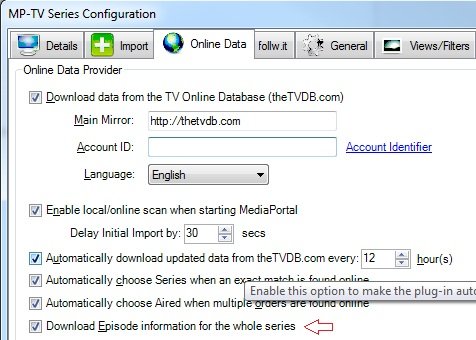 MP-TV Series Configuration
Details Import Online Data follw.it General Views/Filters
Online Data Provider
Download data from the TV Online Database (theTVDB.com)
Main Mirror: http://thetvdb.com
Account ID: Account Identifier
Language: English
Enable local/online scan when starting MediaPortal
Delay Initial Import by: 30 secs
Automatically download updated data from theTVDB.com every: 12 hour(s)
Automatically choose Series when an exact match is found online
Enable this option to make the plug-in auto
Automatically choose Aired when multiple orders are found online
Download Episode information for the whole series